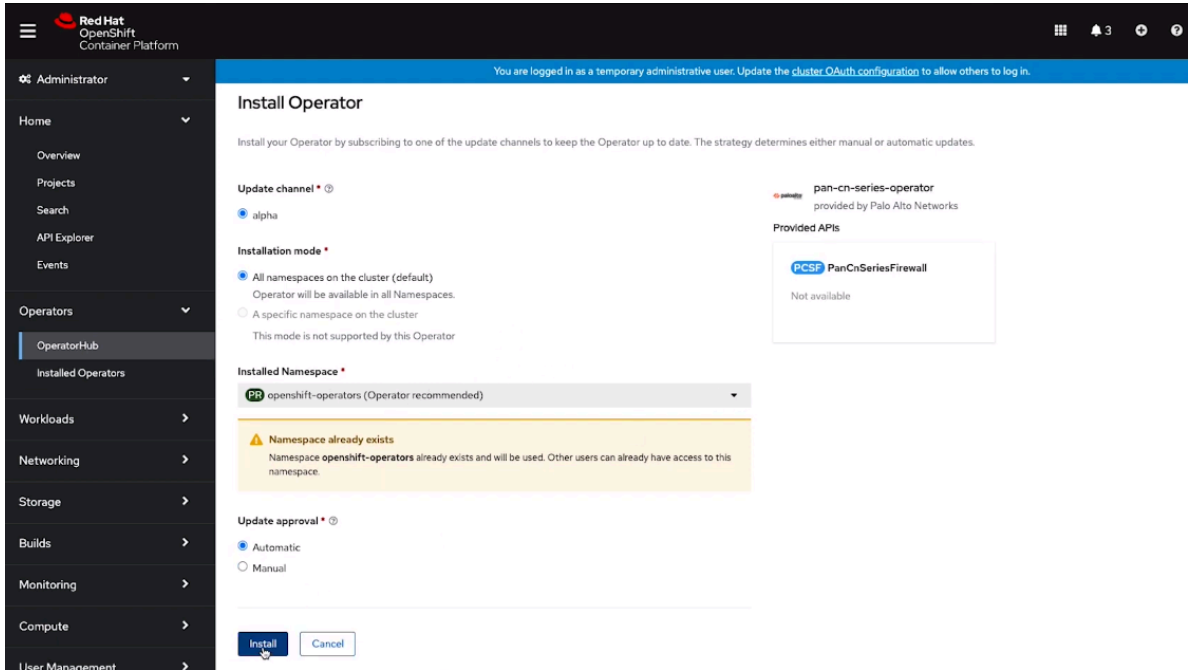 Red Hat
OpenShift
Container Platform
3
Administrator
Home
Overview
Projects
Search
API Explorer
Events
Operators
OperatorHub
Installed Operators
Workloads
Networking
Storage
Builds
Monitoring
Compute
User Management
You are logged in as a temporary administrative user. Update the cluster OAuth configuration to allow others to log in.
Install Operator
Install your Operator by subscribing to one of the update channels to keep the Operator up to date. The strategy determines either manual or automatic updates.
Update channel *
alpha
Installation mode *
All namespaces on the cluster (default)
Operator will be available in all Namespaces.
A specific namespace on the cluster
This mode is not supported by this Operator
Installed Namespace *
PR openshift-operators (Operator recommended)
Namespace already exists
Namespace openshift-operators already exists and will be used. Other users can already have access to this
namespace.
Update approval *
Automatic
Manual
Install
Cancel
paloalto
pan-cn-series-operator
provided by Palo Alto Networks
Provided APIs
PCSF PanCnSeriesFirewall
Not available